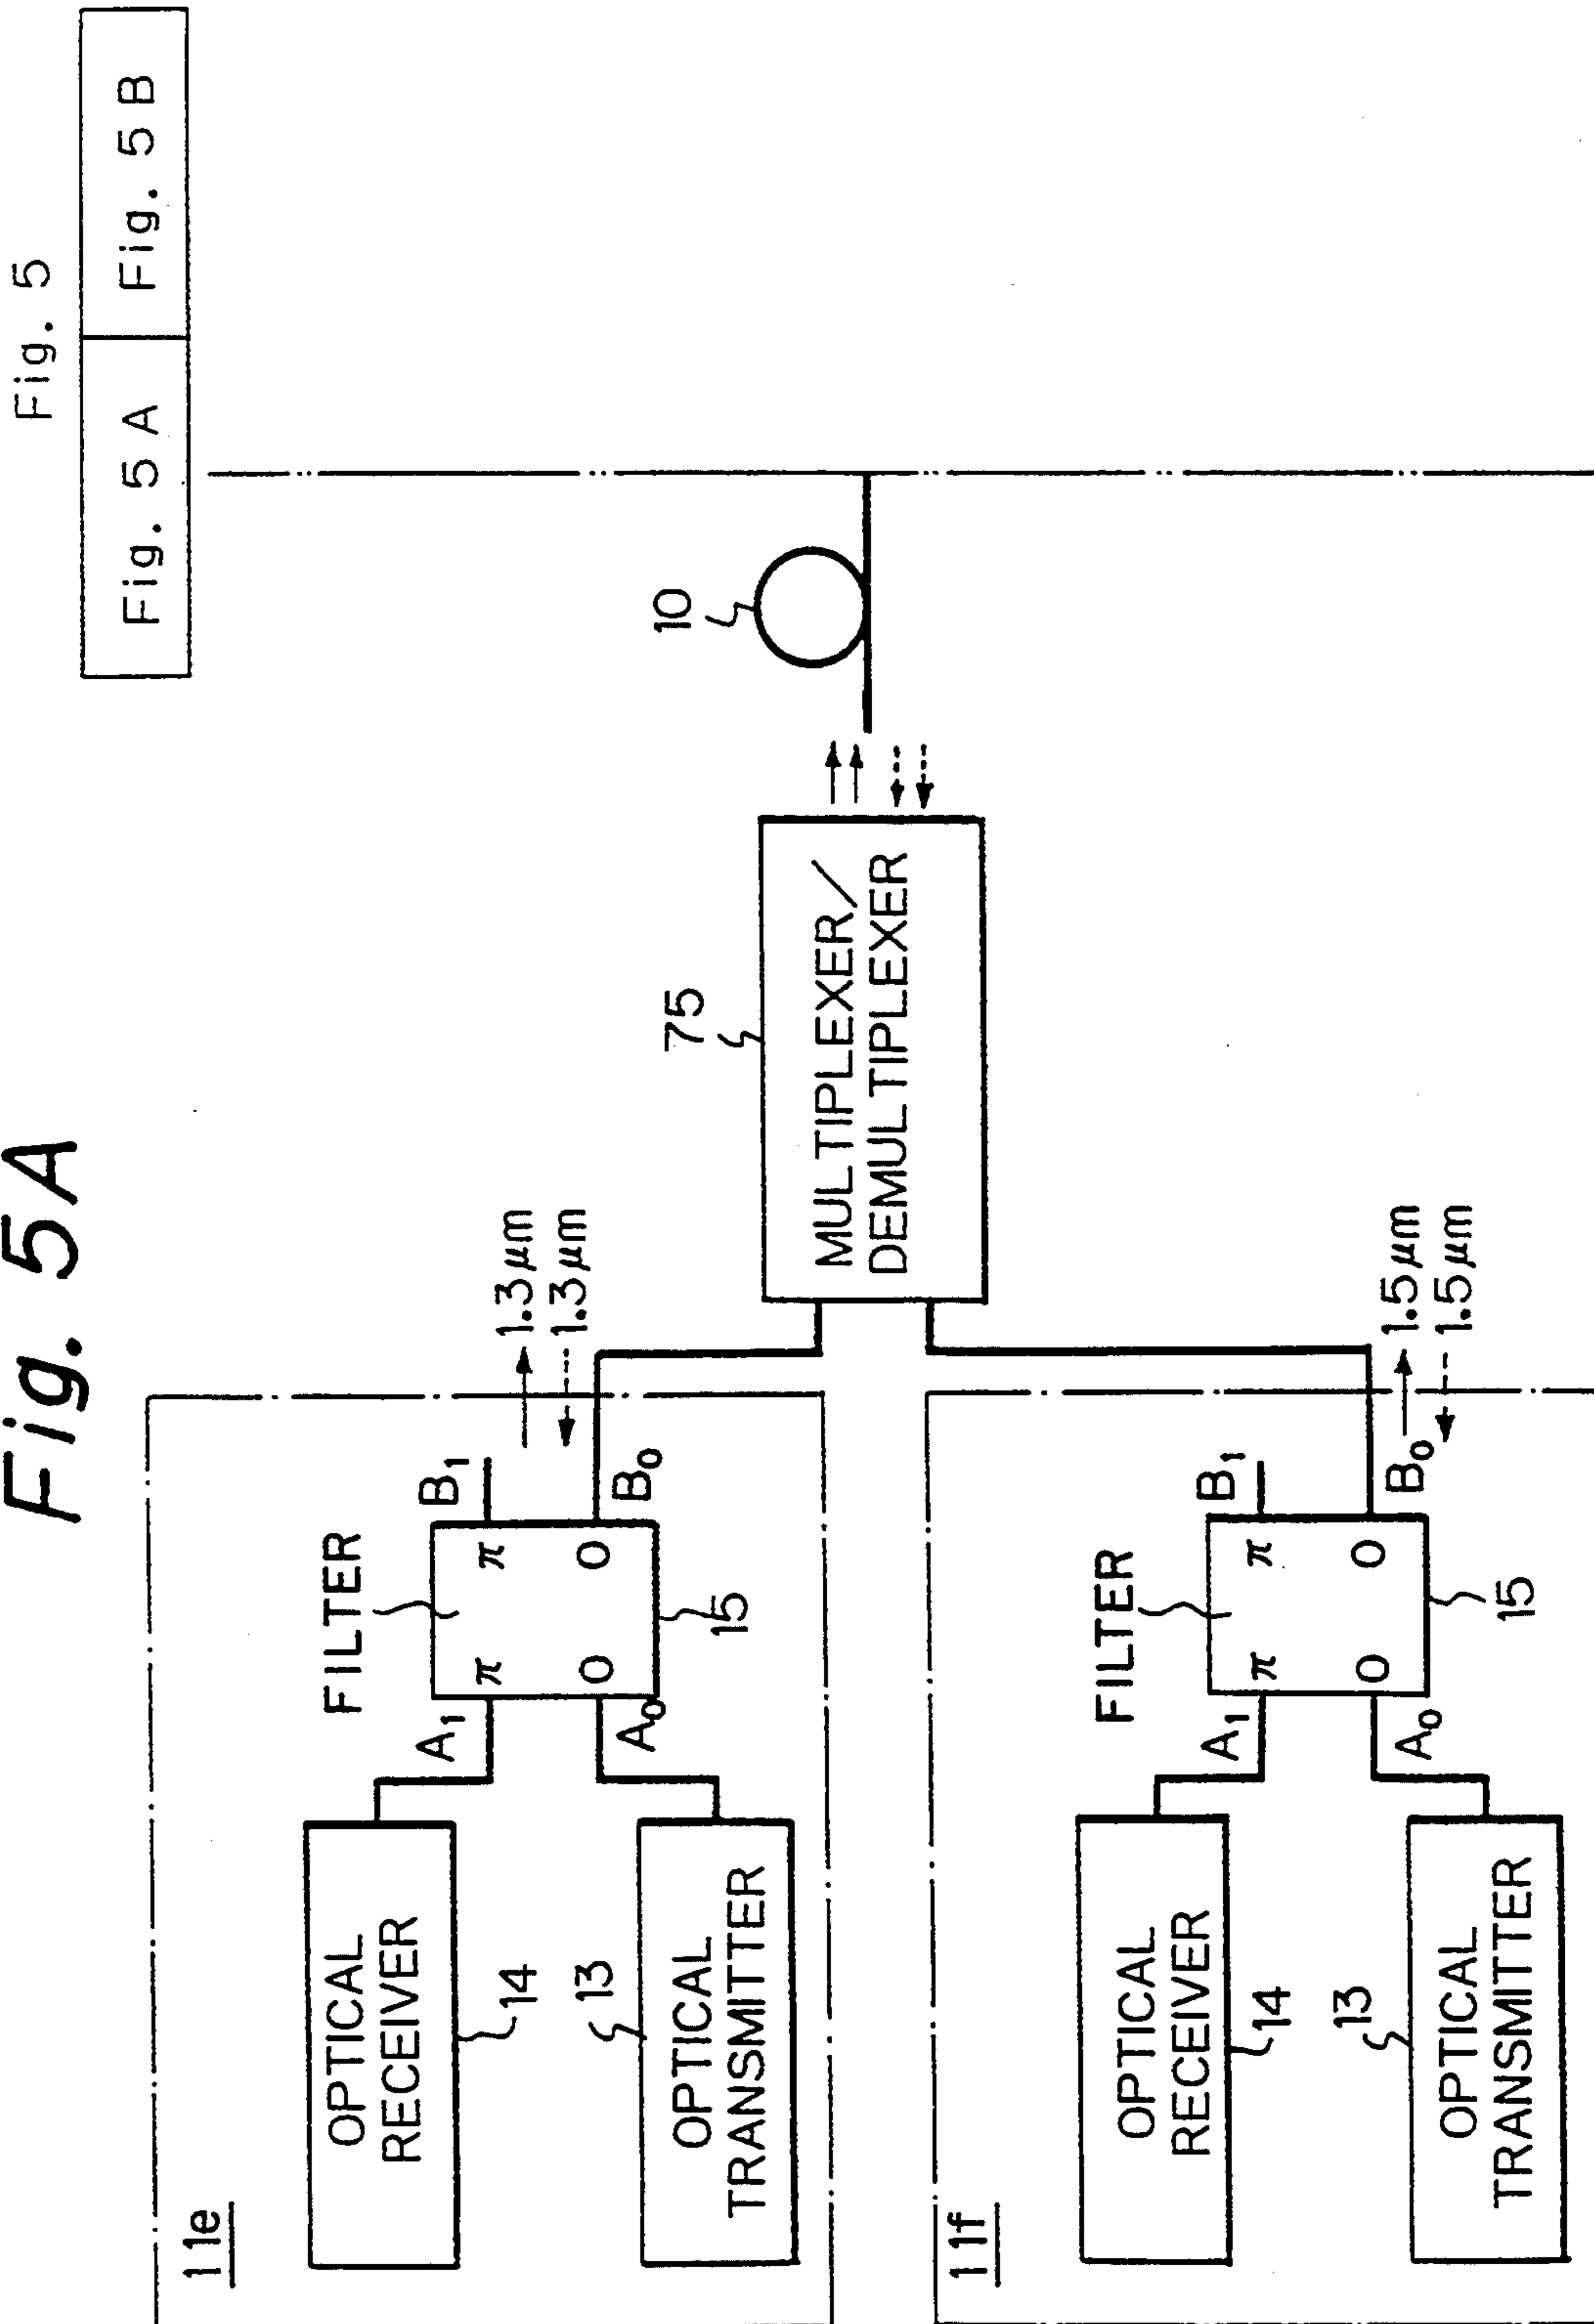 Fig. 5A
Fig. 5
Fig. 5 A
Fig. 5 B
11e
OPTICAL
RECEIVER
14
13
OPTICAL
TRANSMITTER
FILTER
A1
π
π
B1
A0
0
0
B0
15
1.3μm
1.3μm
75
MULTIPLEXER/
DEMULTIPLEXER
10
11f
OPTICAL
RECEIVER
14
13
OPTICAL
TRANSMITTER
FILTER
A1
π
π
B1
A0
0
0
B0
15
1.5μm
1.5μm